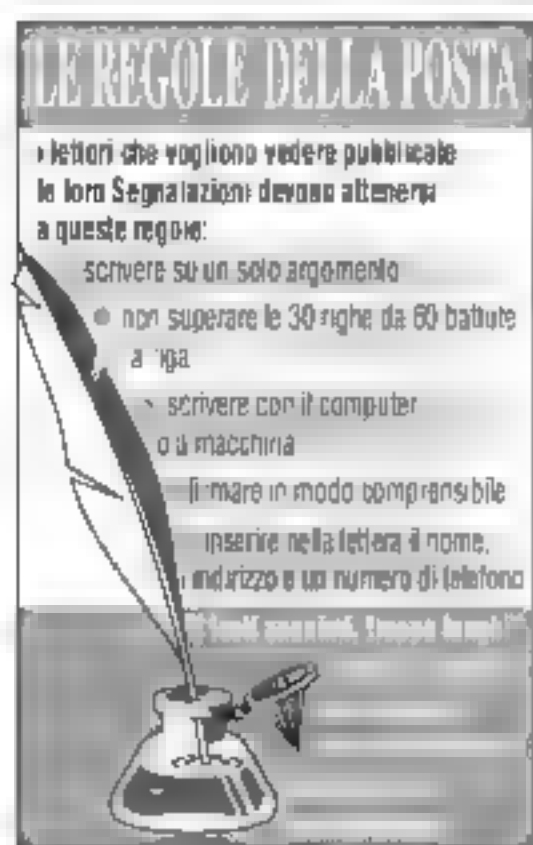 LE REGOLE DELLA POSTA
I lettori che vogliono vedere pubblicate
le loro Segnalazioni devono attenersi
a queste regole:
scrivere su un solo argomento
● non superare le 30 righe da 60 battute
a riga
scrivere con il computer
o a macchina
firmare in modo comprensibile
inserire nella lettera il nome,
indirizzo e un numero di telefono